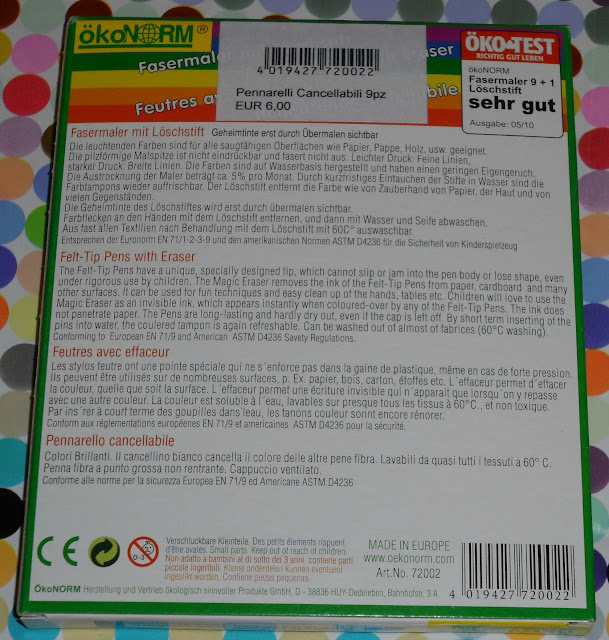 ökoNORM®
Fasermaler
Feutres
4 019427 720022
Pennarelli Cancellabili 9pz
EUR 6,00
ÖKO-TEST
RICHTIG GUT LEBEN
ökoNORM
Fasermaler 9 + 1
Löschstift
sehr gut
Ausgabe: 05/10
Fasermaler mit Löschstift Geheimtinte erst durch Übermalen sichtbar
Die leuchtenden Farben sind für alle saugfähigen Oberflächen wie Papier, Pappe, Holz, usw. geeignet.
Die pilzförmige Malspitze ist nicht eindrückbar und fasert nicht aus. Leichter Druck: Feine Linien,
starker Druck: Breite Linien. Die Farben sind auf Wasserbasis hergestellt und haben einen geringen Eigengeruch.
Die Austrocknung der Maler beträgt ca. 5% pro Monat. Durch kurzfristiges Eintauchen der Stifte in Wasser sind die
Farbtampons wieder auffrischbar. Der Löschstift entfernt die Farbe wie von Zauberhand von Papier, der Haut und von
vielen Gegenständen.
Die Geheimtinte des Löschstiftes wird erst durch übermalen sichtbar.
Farbflecken an den Händen mit dem Löschstift entfernen, und dann mit Wasser und Seife abwaschen.
Aus fast allen Textilien nach Behandlung mit dem Löschstift mit 60C° auswaschbar.
Entsprechen der Euronorm EN 71/1-2-3-9 und den amerikanischen Normen ASTM D4236 für die Sicherheit von Kinderspielzeug
Felt-Tip Pens with Eraser
The Felt-Tip Pens have a unique, specially designed tip, which cannot slip or jam into the pen body or lose shape, even
under rigorous use by children. The Magic Eraser removes the ink of the Felt-Tip Pens from paper, cardboard and many
other surfaces. It can be used for fun techniques and easy clean up of the hands, tables etc. Children will love to use the
Magic Eraser as an invisible ink, which appears instantly when coloured-over by any of the Felt-Tip Pens. The ink does
not penetrate paper. The Pens are long-lasting and hardly dry out, even if the cap is left off. By short term inserting of the
pins into water, the coulered tampon is again refreshable. Can be washed out of almost of fabrices (60°C washing).
Conforming to European EN 71/9 and American ASTM D4236 Savety Regulations.
Feutres avec effaceur
Les stylos feutre ont une pointe spéciale qui ne s´enforce pas dans la gaine de plastique, même en cas de forte pression.
Ils peuvent être utilisés sur de nombreuses surfaces, p. Ex. papier, bois, carton, étoffes etc. L´effaceur permet d´effacer
la couleur, quelle que soit la surface. L´effaceur permet une écriture invisible qui n´apparaît que lorsqu´on y repasse
avec une autre couleur. La couleur est soluble à l´eau, lavables sur presque tous les tissus à 60°C., et non toxique.
Par ins´rer à court terme des goupilles dans'leau, les tanons couleur sonnt encore rénorer.
Conform aux réglementations européenes EN 71/9 et americaines .ASTM D4236 pour la sécurité.
Pennarello cancellabile
Colori Brillanti. Il cancellino bianco cancella il colore delle altre pene fibra. Lavabili da quasi tutti i tessuti a 60° C.
Penna fibra a punto grossa non rentrante. Cappuccio ventilato.
Conforme alle norme per la sicurezza Europea EN 71/9 ed Americane ASTM D4236
CE
0-3
Verschluckbare Kleinteile. Des petits élements risquent
d'être avalés. Small parts. Keep out of reach of children.
Non adatto a bambini al di sotto dei 3 anni, contiene parti
piccole ingeribili. Kleine onderdelen kunnen eventueel
ingeslikt worden. Contiene piezas pequenas.
MADE IN EUROPE
www.oekonorm.com
Art.No. 72002
4 019427 720022
ÖkoNORM Herstellung und Vertrieb ökologisch sinnvoller Produkte GmbH, D - 38836 HUY-Dedeleben, Bahnhofstr. 3 A